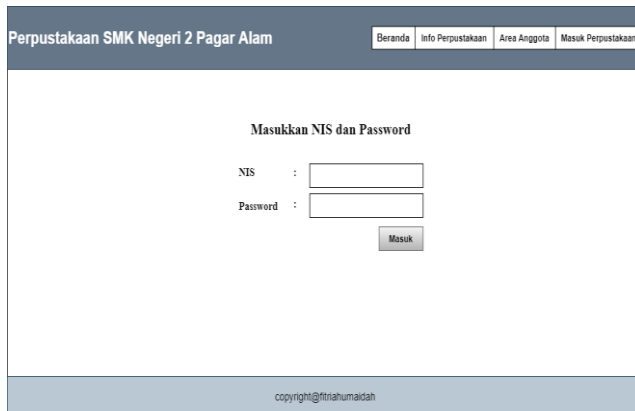 Perpustakaan SMK Negeri 2 Pagar Alam
Beranda Info Perpustakaan Area Anggota Masuk Perpustakaan
Masukkan NIS dan Password
NIS :
Password :
Masuk
copyright@fitriahumaidah